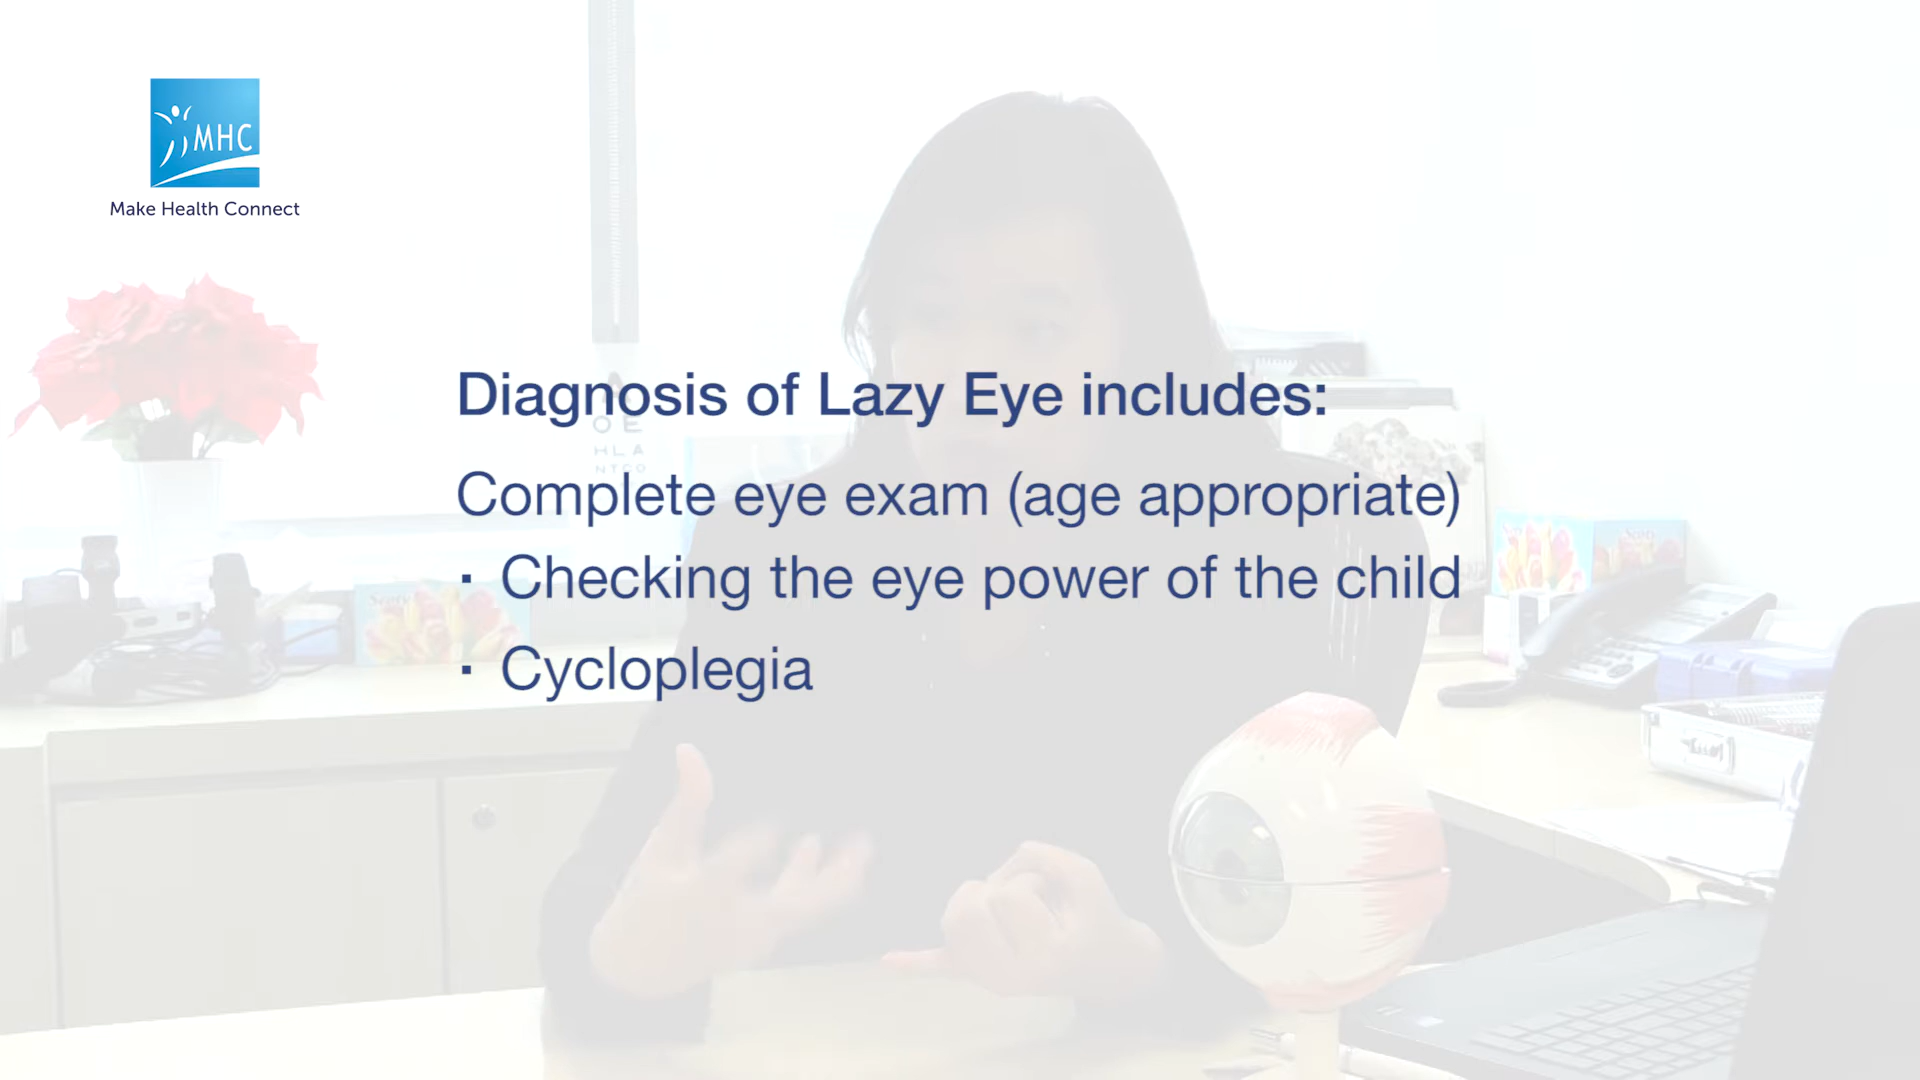 MHC
Make Health Connect
Diagnosis of Lazy Eye includes:
Complete eye exam (age appropriate)
· Checking the eye power of the child
· Cycloplegia
O E
H L A
N T C O